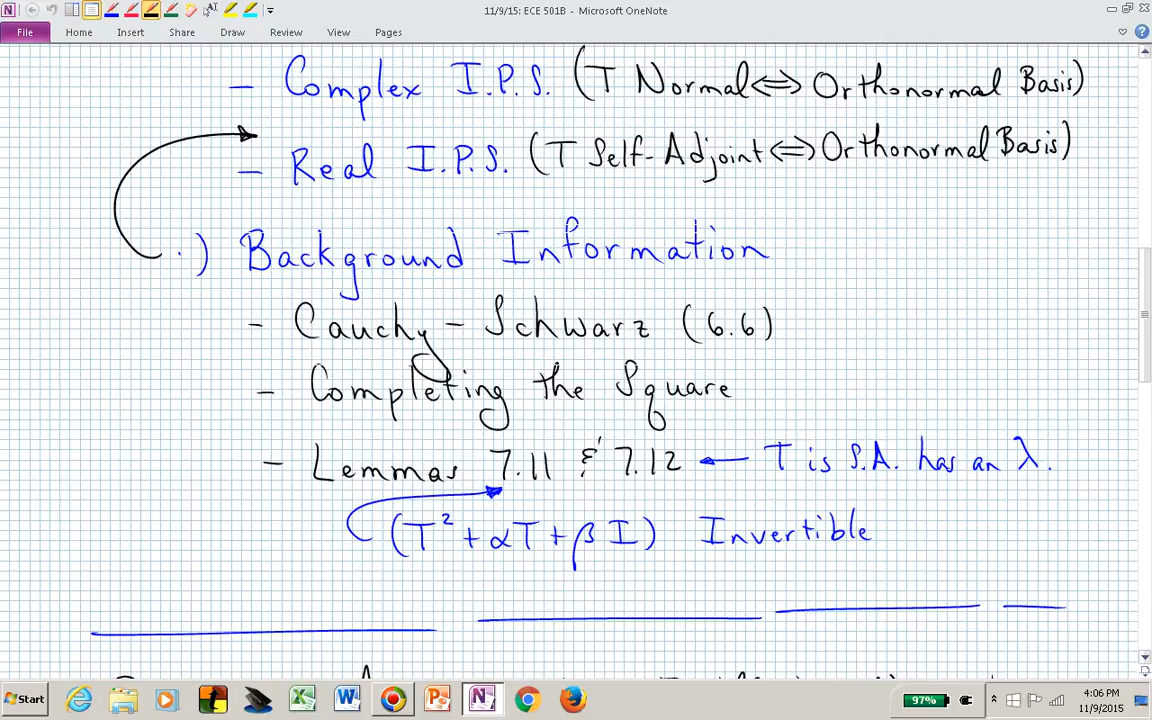 11/9/15: ECE 501B - Microsoft OneNote
File Home Insert Share Draw Review View Pages
- Complex I.P.S. (T Normal ⟺ Orthonormal Basis)
- Real I.P.S. (T Self-Adjoint ⟺ Orthonormal Basis)
·) Background Information
- Cauchy - Schwarz (6.6)
- Completing the Square
- Lemmas 7.11 & 7.12 ← T is S.A. has an λ.
(T² + αT + βI) Invertible
Start
97%
4:06 PM
11/9/2015